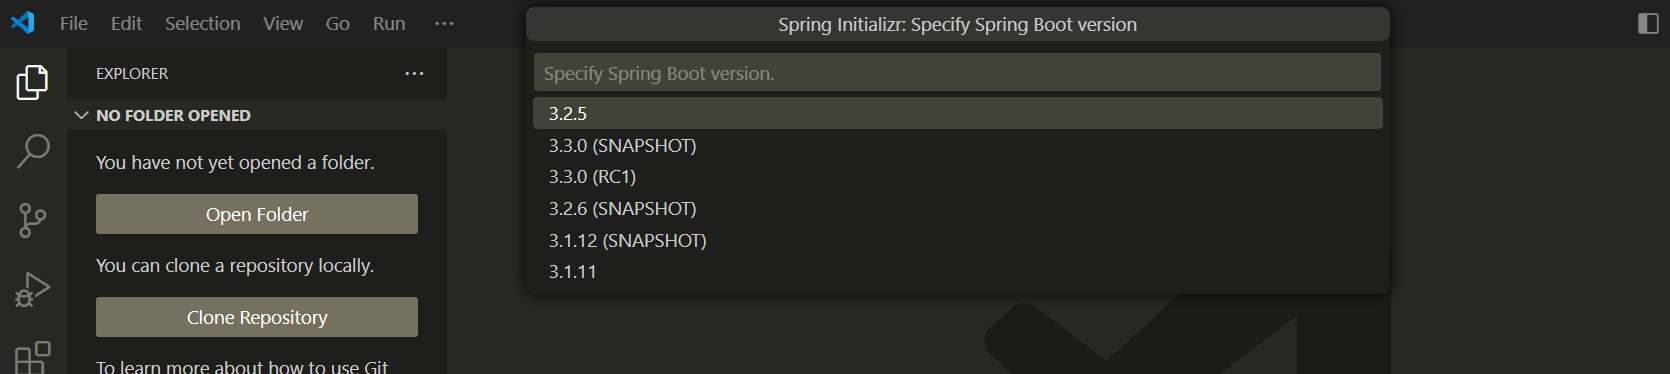 File Edit Selection View Go Run ···
Spring Initializr: Specify Spring Boot version
EXPLORER ···
NO FOLDER OPENED
You have not yet opened a folder.
Open Folder
You can clone a repository locally.
Clone Repository
To learn more about how to use Git
Specify Spring Boot version.
3.2.5
3.3.0 (SNAPSHOT)
3.3.0 (RC1)
3.2.6 (SNAPSHOT)
3.1.12 (SNAPSHOT)
3.1.11